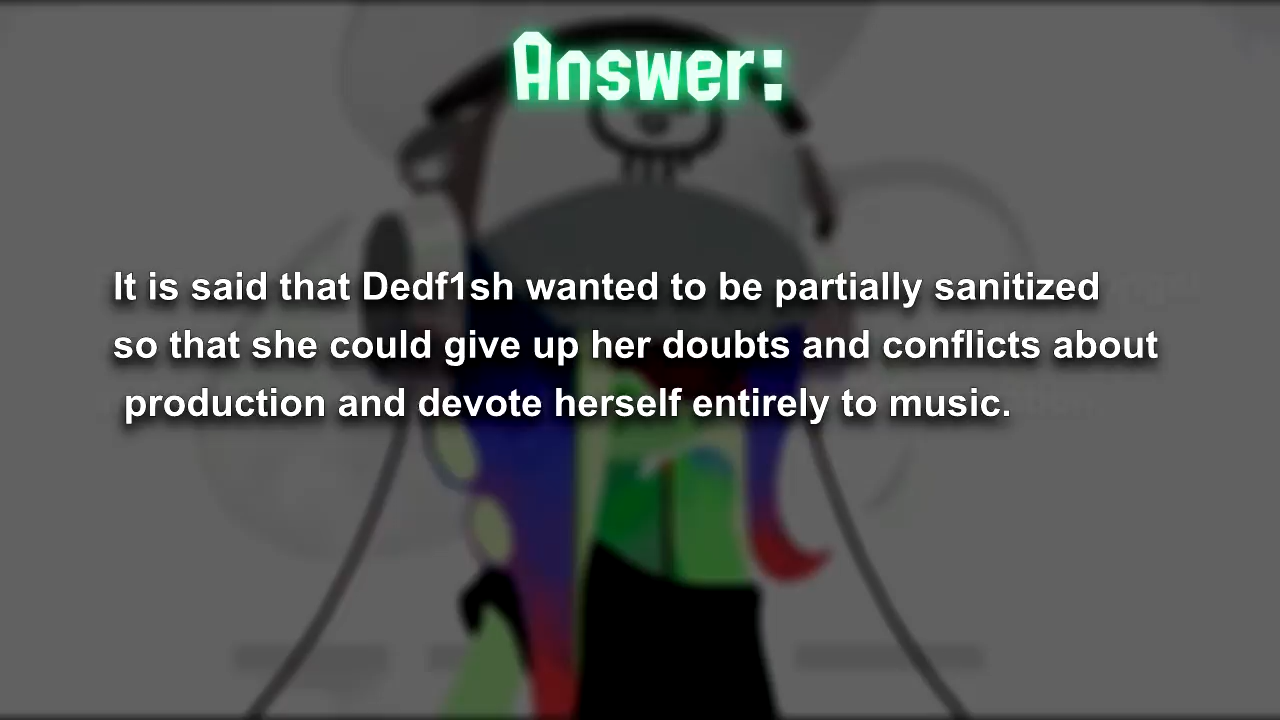 Answer:
It is said that Dedf1sh wanted to be partially sanitized
so that she could give up her doubts and conflicts about
production and devote herself entirely to music.